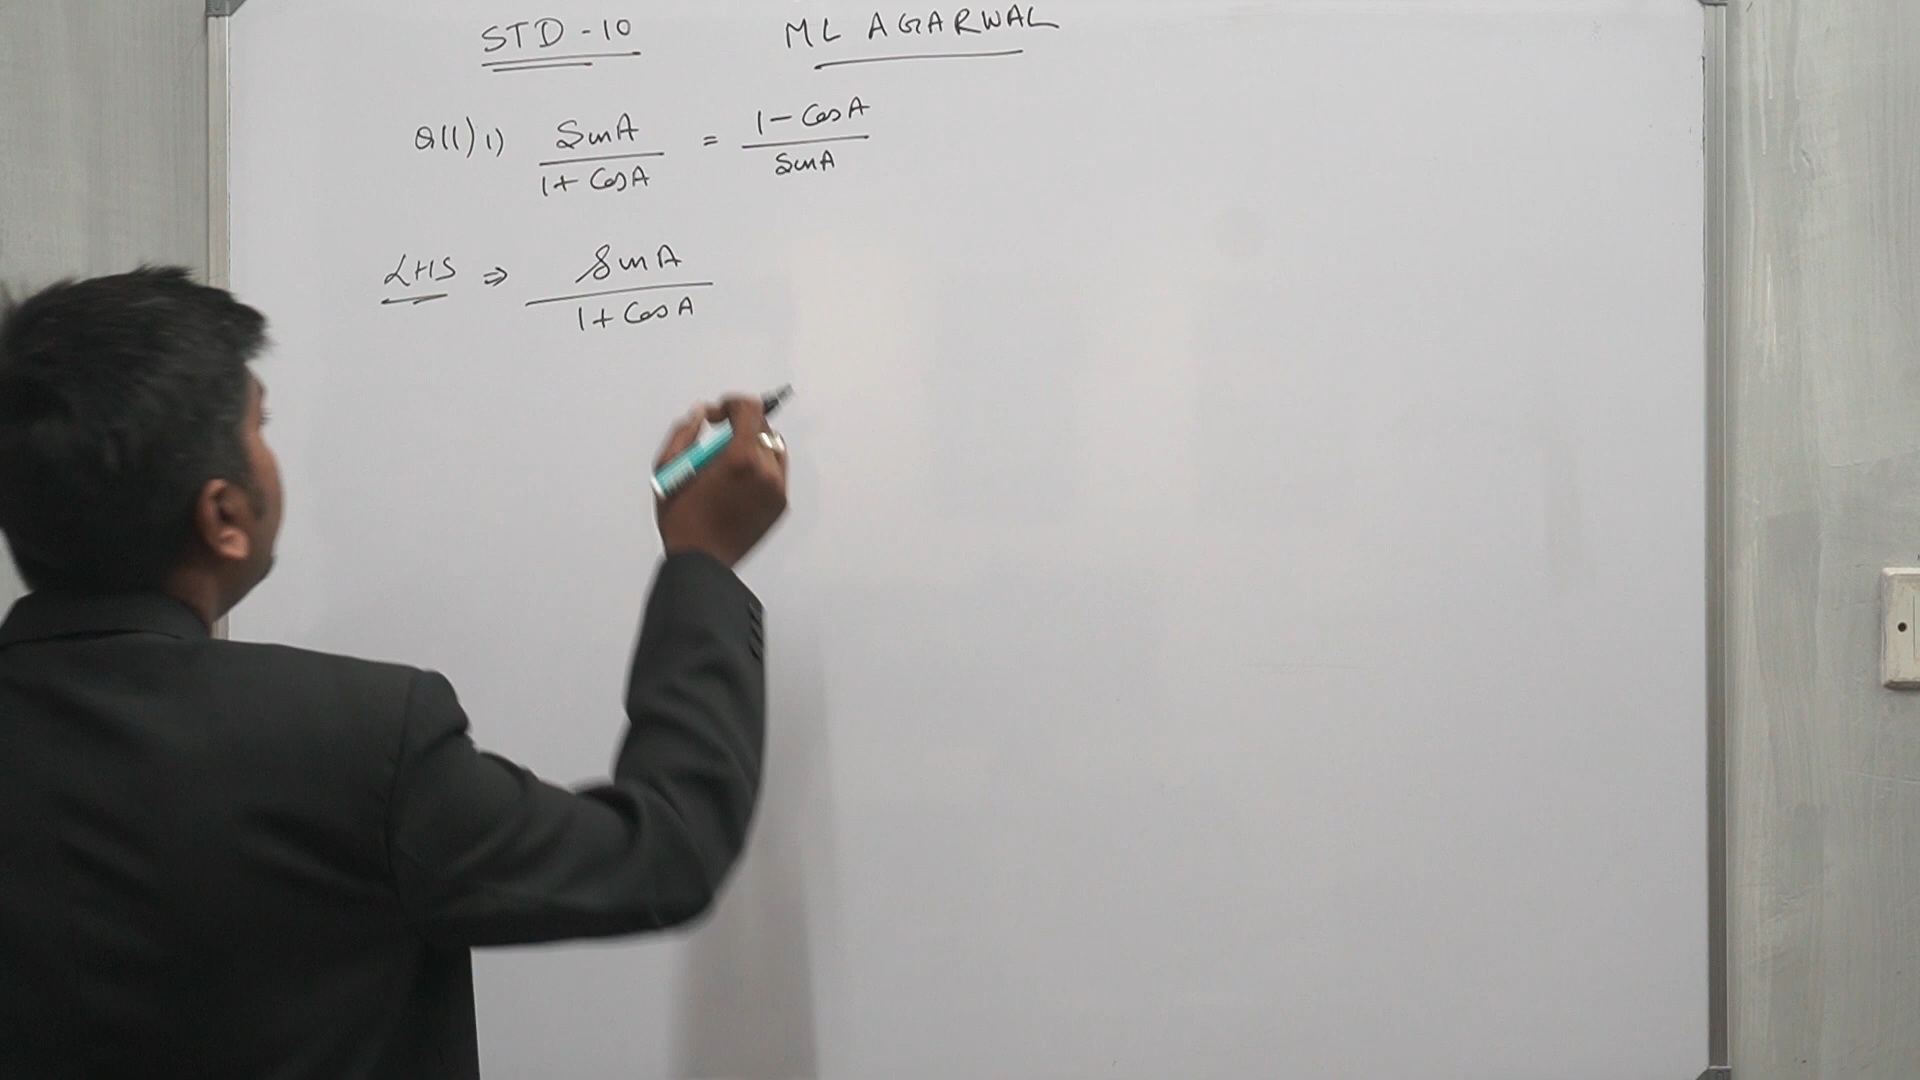 STD - 10
ML AGARWAL
Q(1) 1) SinA / 1 + CosA = 1 - CosA / SinA
LHS ⇒ SinA / 1 + CosA